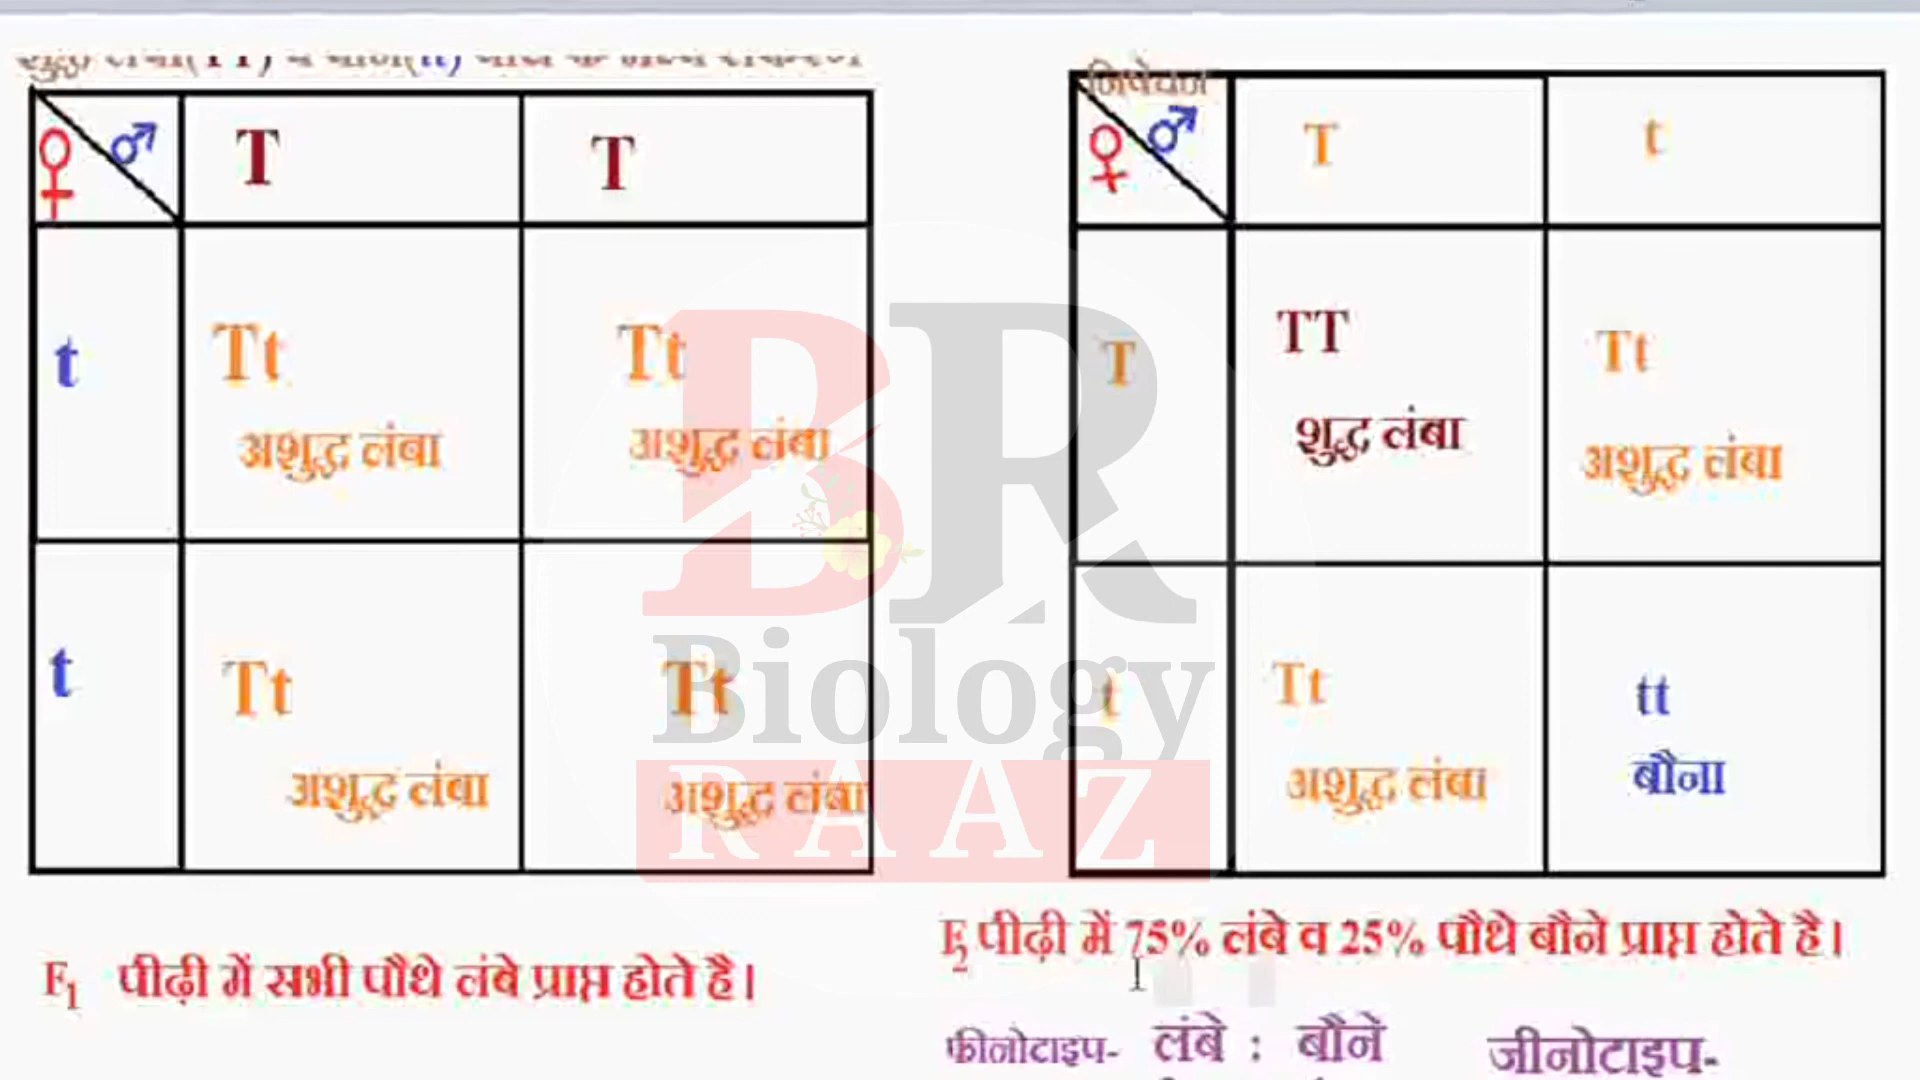 ♀ ♂ T T
t Tt Tt
अशुद्ध लंबा अशुद्ध लंबा
t Tt Tt
अशुद्ध लंबा अशुद्ध लंबा
F1 पीढ़ी में सभी पौधे लंबे प्राप्त होते है।
निषेचन
♀ ♂ T t
T TT Tt
शुद्ध लंबा अशुद्ध लंबा
t Tt tt
अशुद्ध लंबा बौना
F2 पीढ़ी में 75% लंबे व 25% पौधे बौने प्राप्त होते है।
फीनोटाइप- लंबे : बौने जीनोटाइप-
BR
Biology
RAAZ